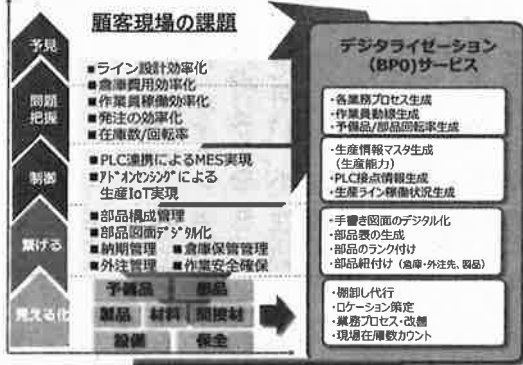 顧客現場の課題
予見
問題
把握
制御
繋げる
見える化
■ライン設計効率化
■倉庫費用効率化
■作業員稼働効率化
■発注の効率化
■在庫数/回転率
■PLC連携によるMES実現
■ｱﾄﾞｵﾝｾﾝｼﾝｸﾞによる
生産IoT実現
■部品構成管理
■部品図面ﾃﾞｼﾞﾀﾙ化
■納期管理 ■倉庫保管管理
■外注管理 ■作業安全確保
予備品 部品
製品 材料 間接材
設備 保全
デジタライゼーション
(BPO)サービス
・各業務プロセス生成
・作業員動線生成
・予備品/部品回転率生成
・生産情報マスタ生成
(生産能力)
・PLC接点情報生成
・生産ライン稼働状況生成
・手書き図面のデジタル化
・部品表の生成
・部品のランク付け
・部品紐付け (倉庫・外注先、製品)
・棚卸し代行
・ロケーション策定
・業務プロセス・改善
・現場在庫数カウント